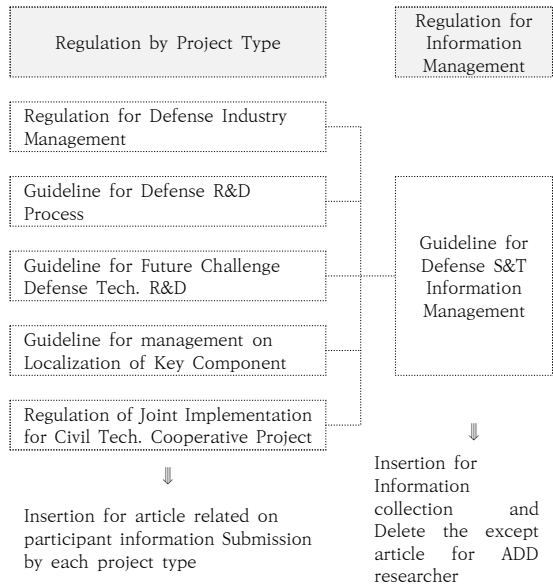 Regulation by Project Type
Regulation for
Information
Management
Regulation for Defense Industry
Management
Guideline for Defense R&D
Process
Guideline for Future Challenge
Defense Tech. R&D
Guideline for management on
Localization of Key Component
Regulation of Joint Implementation
for Civil Tech. Cooperative Project
Guideline for
Defense S&T
Information
Management
⇓
Insertion for article related on
participant information Submission
by each project type
⇓
Insertion for
Information
collection and
Delete the except
article for ADD
researcher